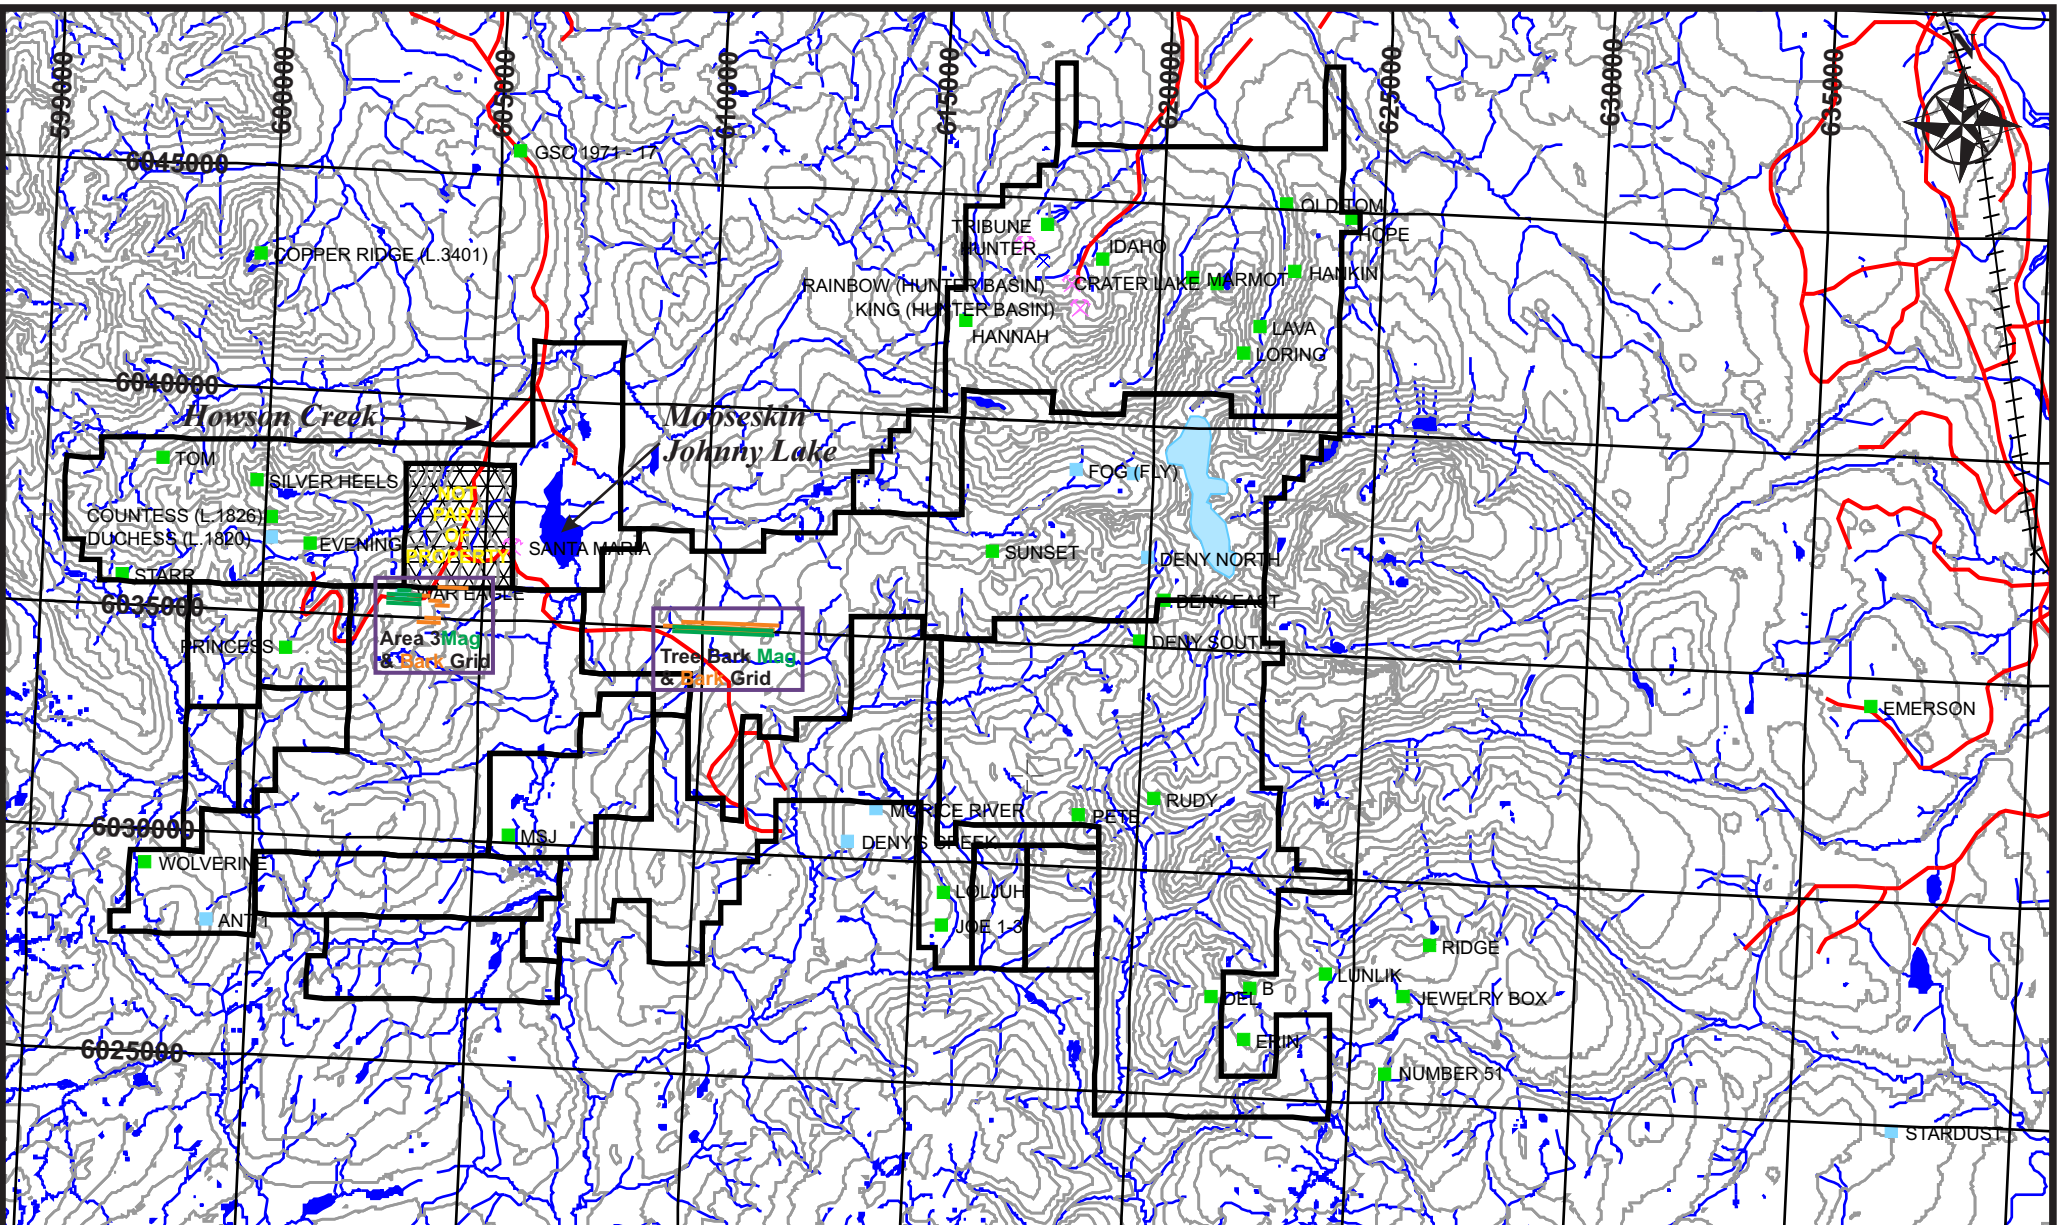 599000
600000
605000
610000
615000
620000
625000
630000
635000
6045000
6040000
6035000
6030000
6025000
GSC 1971 - 17
COPPER RIDGE (L.3401)
TRIBUNE
HUNTER
IDAHO
OLD TOM
HOPE
RAINBOW (HUNTER BASIN)
CRATER LAKE
MARMOT
HANKIN
KING (HUNTER BASIN)
HANNAH
LAVA
LORING
Howson Creek
Mooseskin
Johnny Lake
TOM
SILVER HEELS
COUNTESS (L.1826)
DUCHESS (L.1820)
EVENING
STARR
NOT
PART
OF
PROPERTY
SANTA MARIA
WAR EAGLE
FOG (FLY)
SUNSET
DENY NORTH
DENY EAST
DENY SOUTH
PRINCESS
Area 3 Mag
& Bark Grid
Tree Bark Mag
& Bark Grid
EMERSON
MORICE RIVER
DENY'S CREEK
PETE
RUDY
MSJ
WOLVERINE
ANT 1
LOLJUH
JOE 1-3
RIDGE
LUNLIK
JEWELRY BOX
DEL
B
ERIN
NUMBER 51
STARDUST